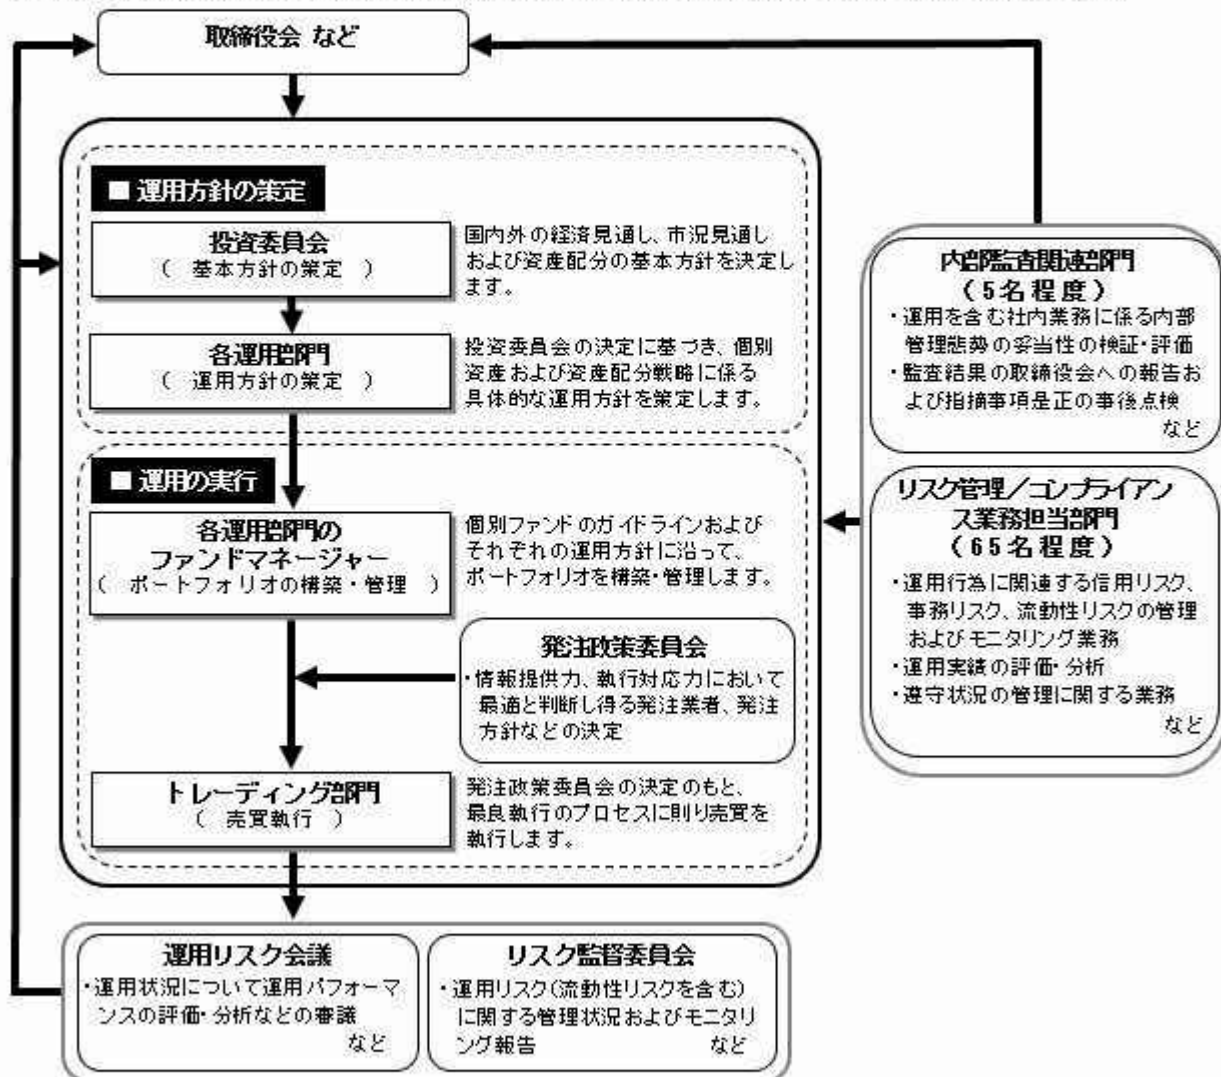 取締役会 など
■ 運用方針の策定
投資委員会
（ 基本方針の策定 ）
国内外の経済見通し、市況見通し
および資産配分の基本方針を決定し
ます。
各運用部門
（ 運用方針の策定 ）
投資委員会の決定に基づき、個別
資産および資産配分戦略に係る
具体的な運用方針を策定します。
■ 運用の実行
各運用部門の
ファンドマネージャー
（ ポートフォリオの構築・管理 ）
個別ファンドのガイドラインおよび
それぞれの運用方針に沿って、
ポートフォリオを構築・管理します。
発注政策委員会
・情報提供力、執行対応力において
最適と判断し得る発注業者、発注
方針などの決定
トレーディング部門
（ 売買執行 ）
発注政策委員会の決定のもと、
最良執行のプロセスに則り売買を
執行します。
内部監査関連部門
（5名程度）
・運用を含む社内業務に係る内部
管理態勢の妥当性の検証・評価
・監査結果の取締役会への報告お
よび指摘事項是正の事後点検
など
リスク管理／コンプライアン
ス業務担当部門
（65名程度）
・運用行為に関連する信用リスク、
事務リスク、流動性リスクの管理
およびモニタリング業務
・運用実績の評価・分析
・遵守状況の管理に関する業務
など
運用リスク会議
・運用状況について運用パフォーマ
ンスの評価・分析などの審議
など
リスク監督委員会
・運用リスク（流動性リスクを含む）
に関する管理状況およびモニタリ
ング報告 など